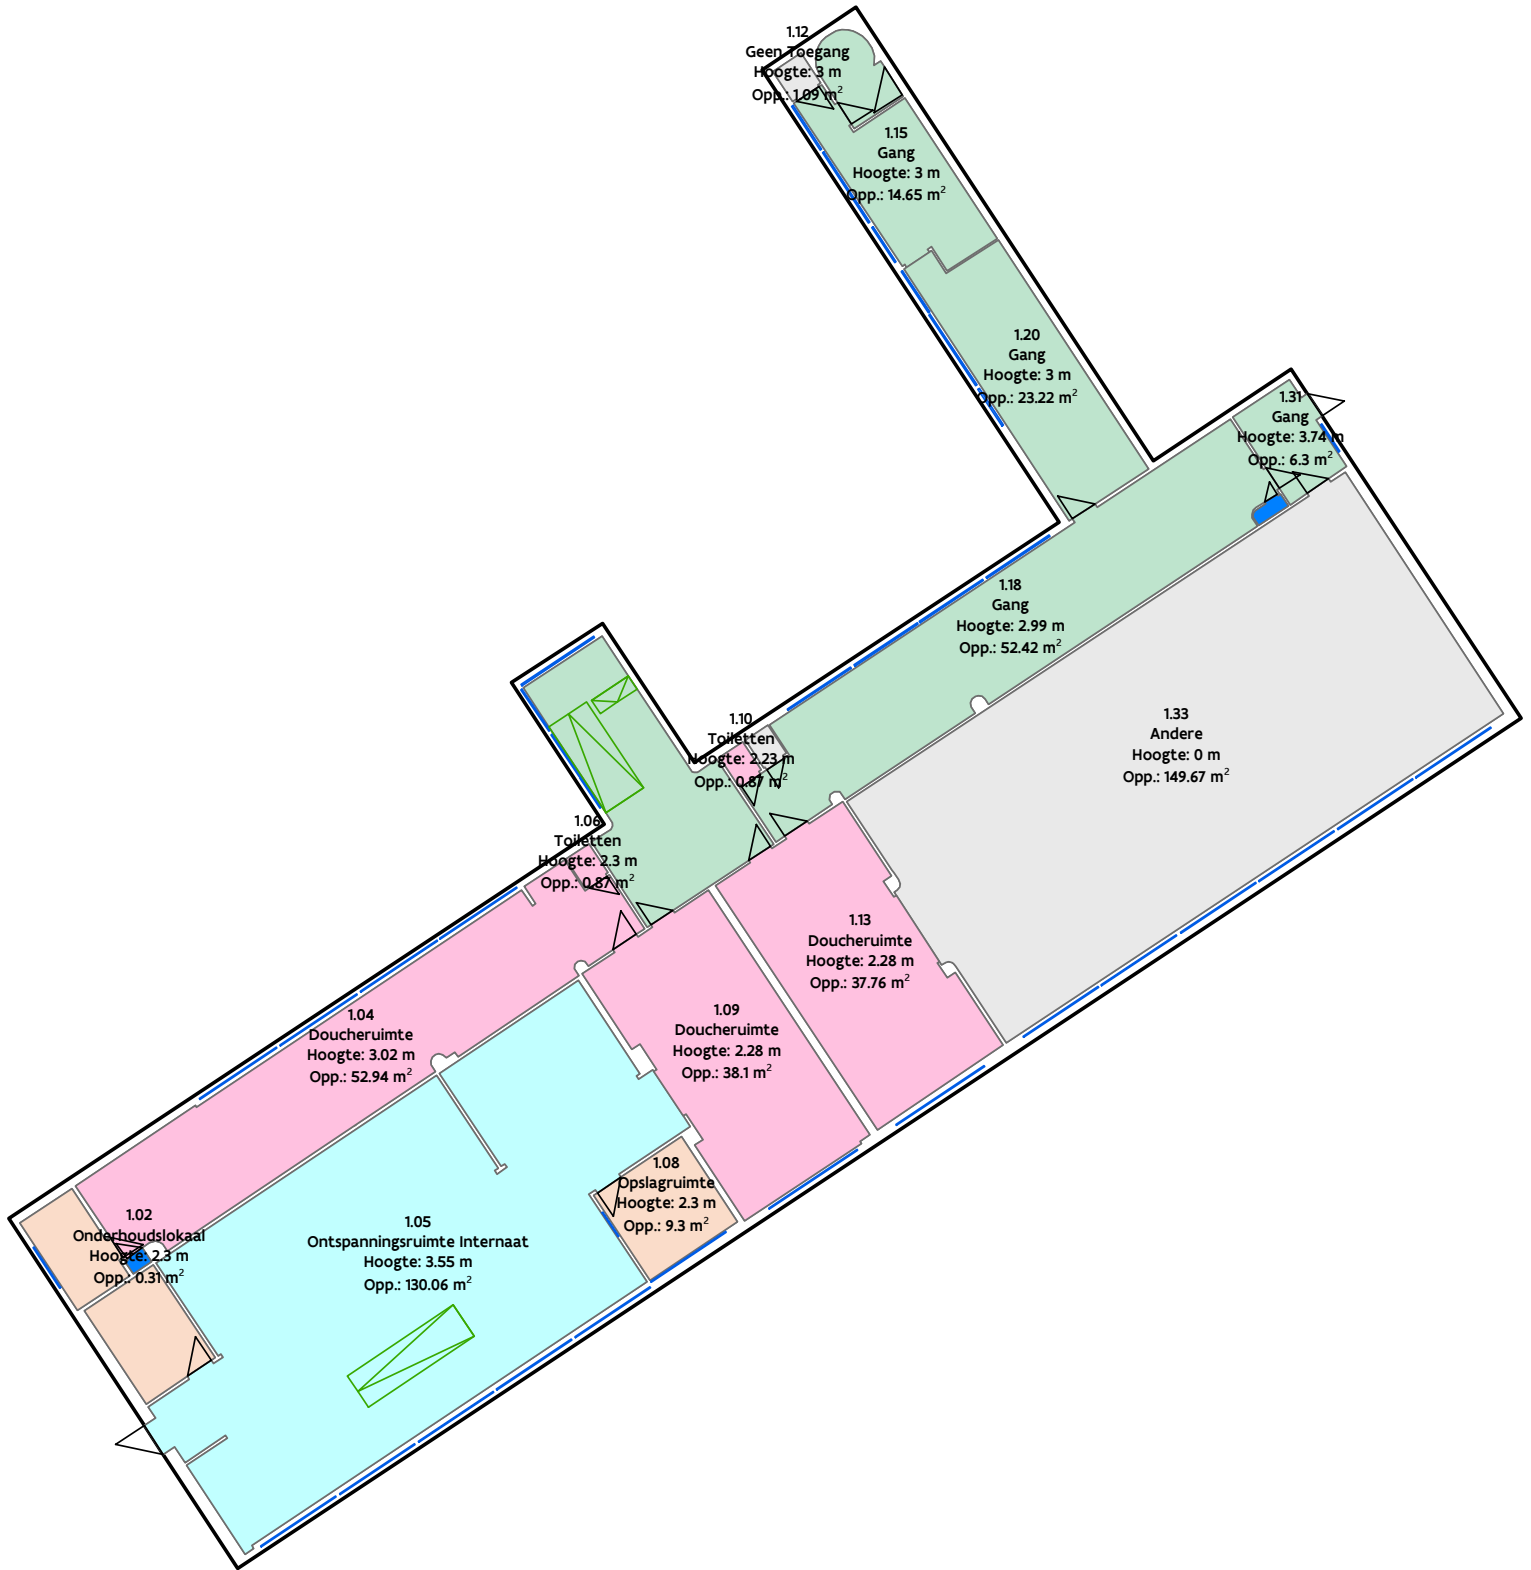 1.12
Geen Toegang
Hoogte: 3 m
Opp.: 1.09 m²
1.15
Gang
Hoogte: 3 m
Opp.: 14.65 m²
1.20
Gang
Hoogte: 3 m
Opp.: 23.22 m²
1.31
Gang
Hoogte: 3.74 m
Opp.: 6.3 m²
1.18
Gang
Hoogte: 2.99 m
Opp.: 52.42 m²
1.33
Andere
Hoogte: 0 m
Opp.: 149.67 m²
1.10
Toiletten
Hoogte: 2.23 m
Opp.: 0.87 m²
1.06
Toiletten
Hoogte: 2.3 m
Opp.: 0.87 m²
1.13
Doucheruimte
Hoogte: 2.28 m
Opp.: 37.76 m²
1.09
Doucheruimte
Hoogte: 2.28 m
Opp.: 38.1 m²
1.04
Doucheruimte
Hoogte: 3.02 m
Opp.: 52.94 m²
1.08
Opslagruimte
Hoogte: 2.3 m
Opp.: 9.3 m²
1.02
Onderhoudslokaal
Hoogte: 2.3 m
Opp.: 0.31 m²
1.05
Ontspanningsruimte Internaat
Hoogte: 3.55 m
Opp.: 130.06 m²